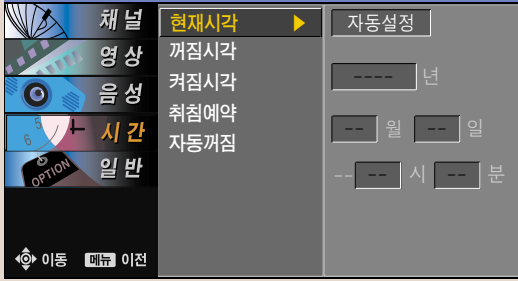 채널
영상
음성
5
6
시간
OPTION
일반
이동 메뉴 이전
현재시각 ▶
꺼짐시각
켜짐시각
취침예약
자동꺼짐
자동설정
---- 년
-- 월 -- 일
-- -- 시 -- 분